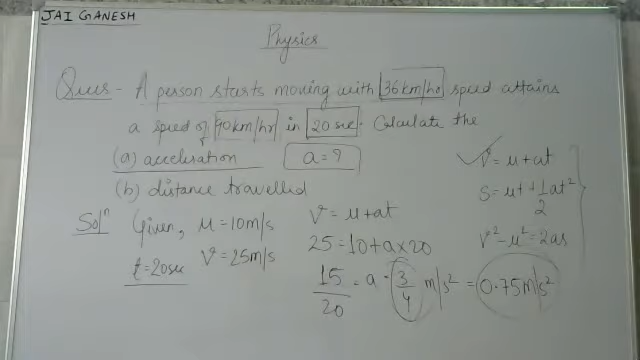 JAI GANESH
Physics
Ques - A person starts moving with 36km/hr speed attains
a speed of 90km/hr in 20 sec. Calculate the
(a) acceleration a = ?
(b) distance travelled
Solⁿ Given, u = 10m/s
t = 20sec v = 25m/s
v = u + at
25 = 10 + a x 20
15/20 = a = 3/4 m/s² = 0.75m/s²
v = u + at
s = ut + 1/2 at²
v² - u² = 2as